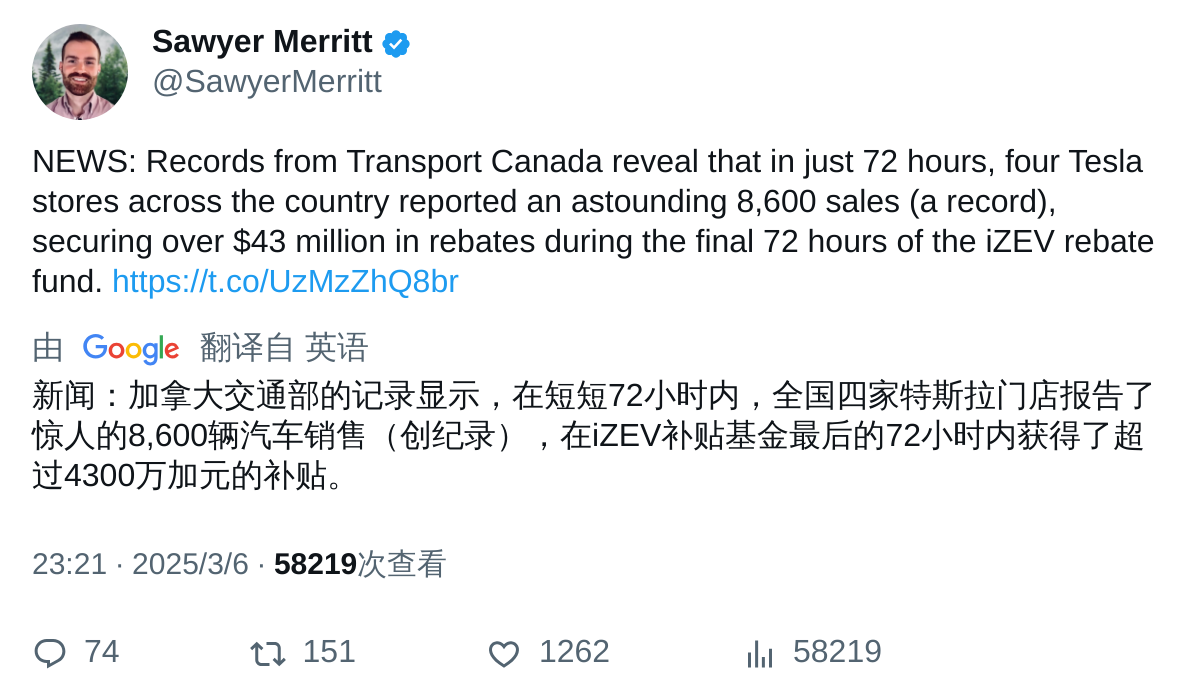 Sawyer Merritt
@SawyerMerritt
NEWS: Records from Transport Canada reveal that in just 72 hours, four Tesla
stores across the country reported an astounding 8,600 sales (a record),
securing over $43 million in rebates during the final 72 hours of the iZEV rebate
fund. https://t.co/UzMzZhQ8br
由 Google 翻译自 英语
新闻：加拿大交通部的记录显示，在短短72小时内，全国四家特斯拉门店报告了
惊人的8,600辆汽车销售（创纪录），在iZEV补贴基金最后的72小时内获得了超
过4300万加元的补贴。
23:21 · 2025/3/6 · 58219次查看
74 151 1262 58219